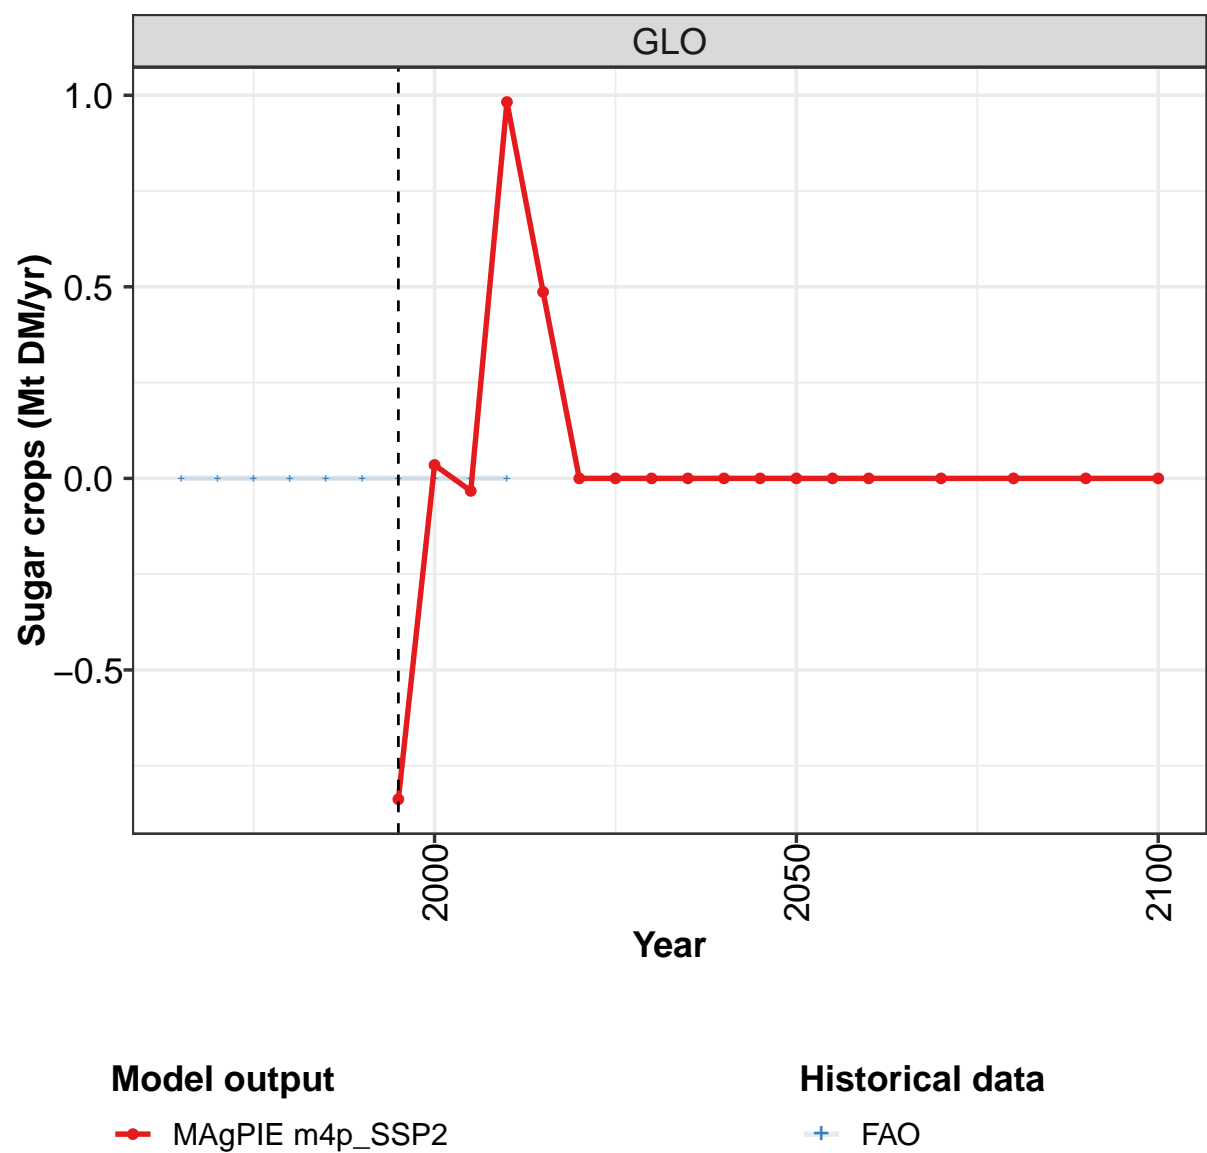 GLO
1.0
0.5
0.0
−0.5
Sugar crops (Mt DM/yr)
2000
2050
2100
Year
Model output
MAgPIE m4p_SSP2
Historical data
FAO